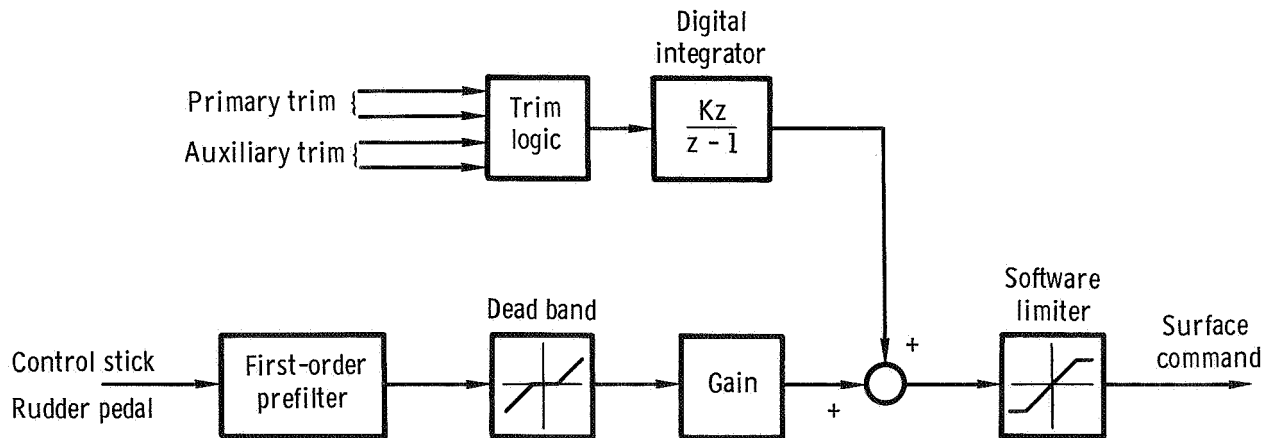 Digital
integrator
Primary trim {
Auxiliary trim {
Trim
logic
Kz
z - 1
Software
limiter
Dead band
Surface
command
Control stick
Rudder pedal
First-order
prefilter
Gain
+
+